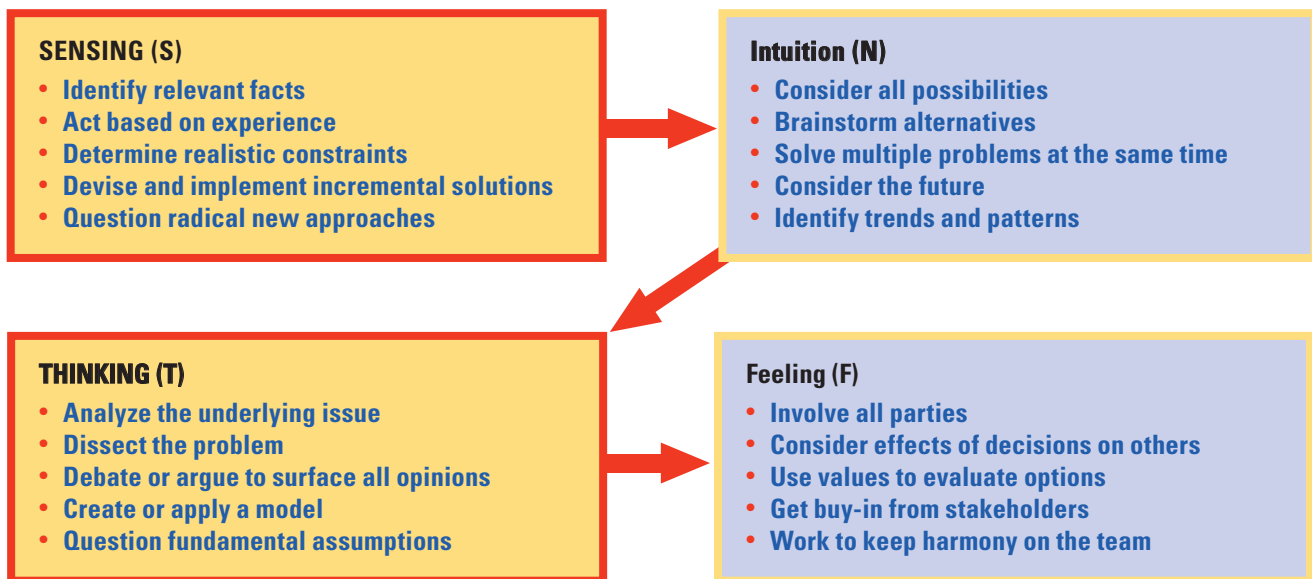 SENSING (S)
• Identify relevant facts
• Act based on experience
• Determine realistic constraints
• Devise and implement incremental solutions
• Question radical new approaches
Intuition (N)
• Consider all possibilities
• Brainstorm alternatives
• Solve multiple problems at the same time
• Consider the future
• Identify trends and patterns
THINKING (T)
• Analyze the underlying issue
• Dissect the problem
• Debate or argue to surface all opinions
• Create or apply a model
• Question fundamental assumptions
Feeling (F)
• Involve all parties
• Consider effects of decisions on others
• Use values to evaluate options
• Get buy-in from stakeholders
• Work to keep harmony on the team